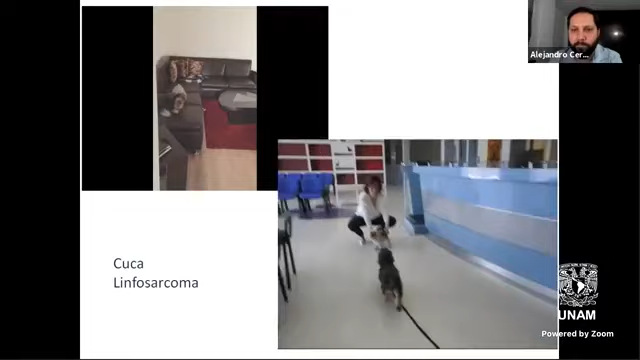 Alejandro Cer...
Cuca
Linfosarcoma
UNAM
Powered by Zoom